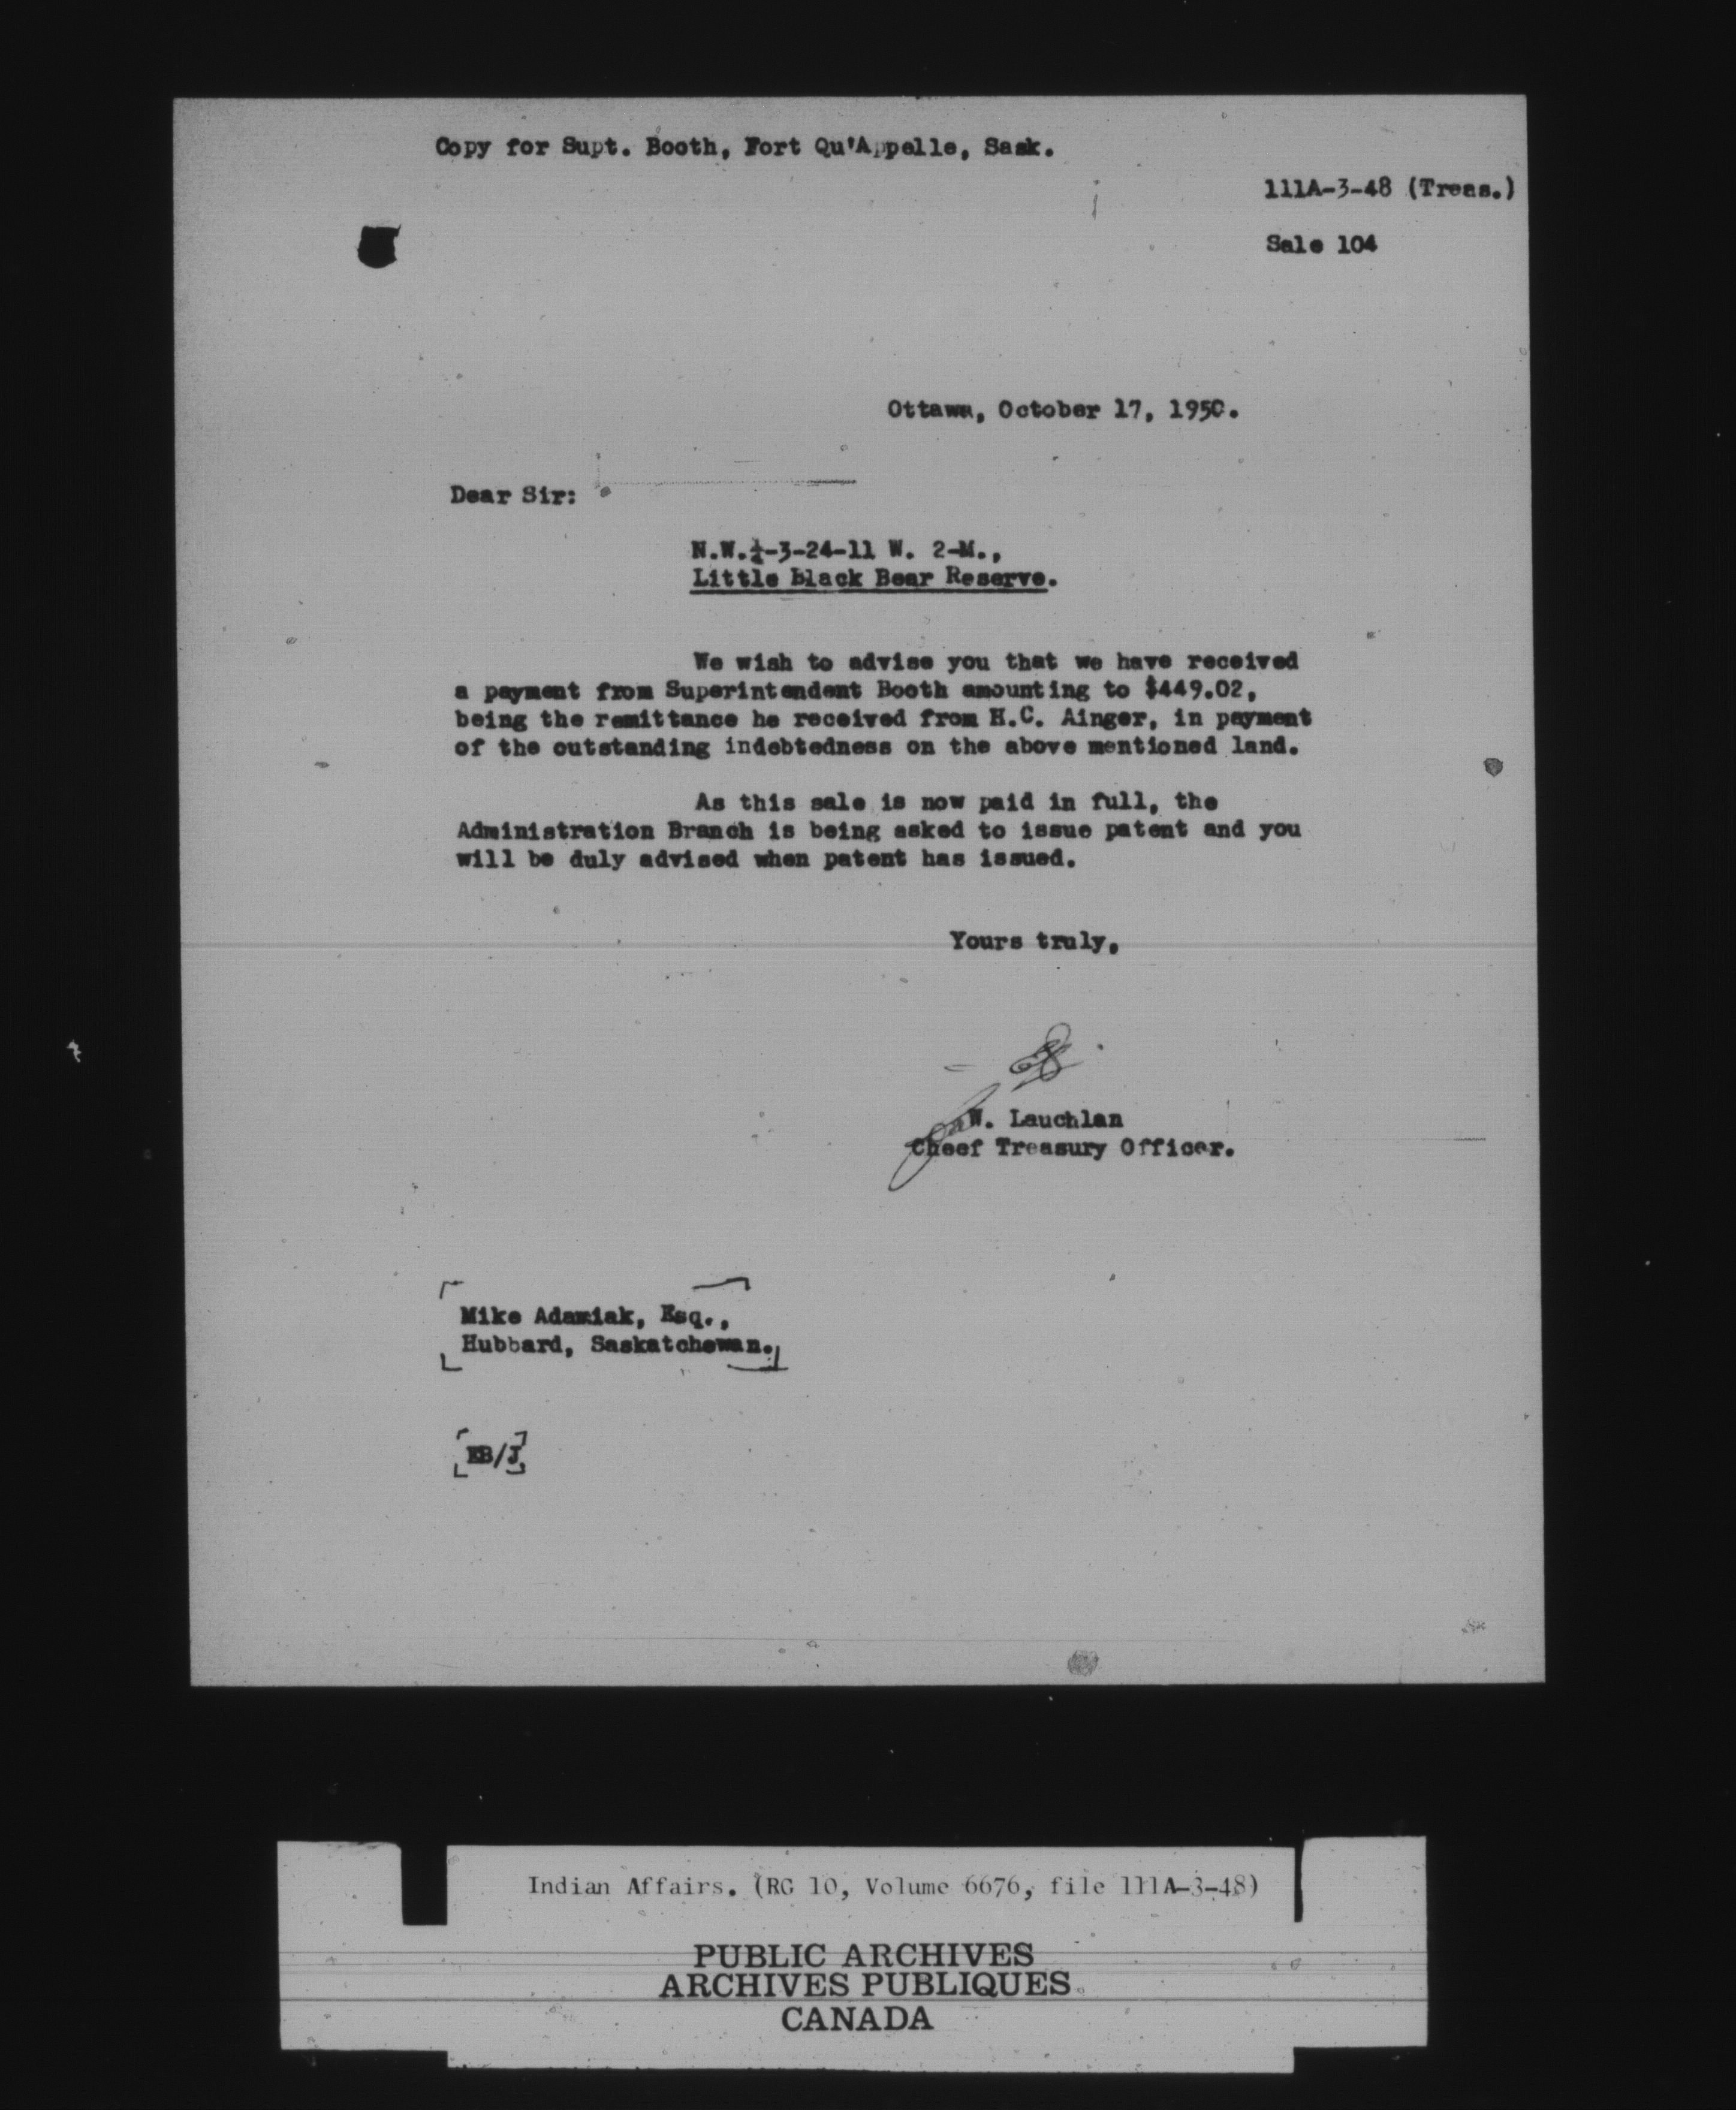 Copy for Supt. Booth, Fort Qu'Appelle, Sask.
111A-3-48 (Treas.)
Sale 104
Ottawa, October 17, 1950.
Dear Sir:
N.W.¼-3-24-11 W. 2-M.,
Little Black Bear Reserve.
We wish to advise you that we have received
a payment from Superintendent Booth amounting to $449.02,
being the remittance he received from H.C. Ainger, in payment
of the outstanding indebtedness on the above mentioned land.
As this sale is now paid in full, the
Administration Branch is being asked to issue patent and you
will be duly advised when patent has issued.
Yours truly,
W. Lauchlan
Cheef Treasury Officer.
Mike Adamiak, Esq.,
Hubbard, Saskatchewan.
EB/J
Indian Affairs. (RG 10, Volume 6676, file 111A-3-48)
PUBLIC ARCHIVES
ARCHIVES PUBLIQUES
CANADA